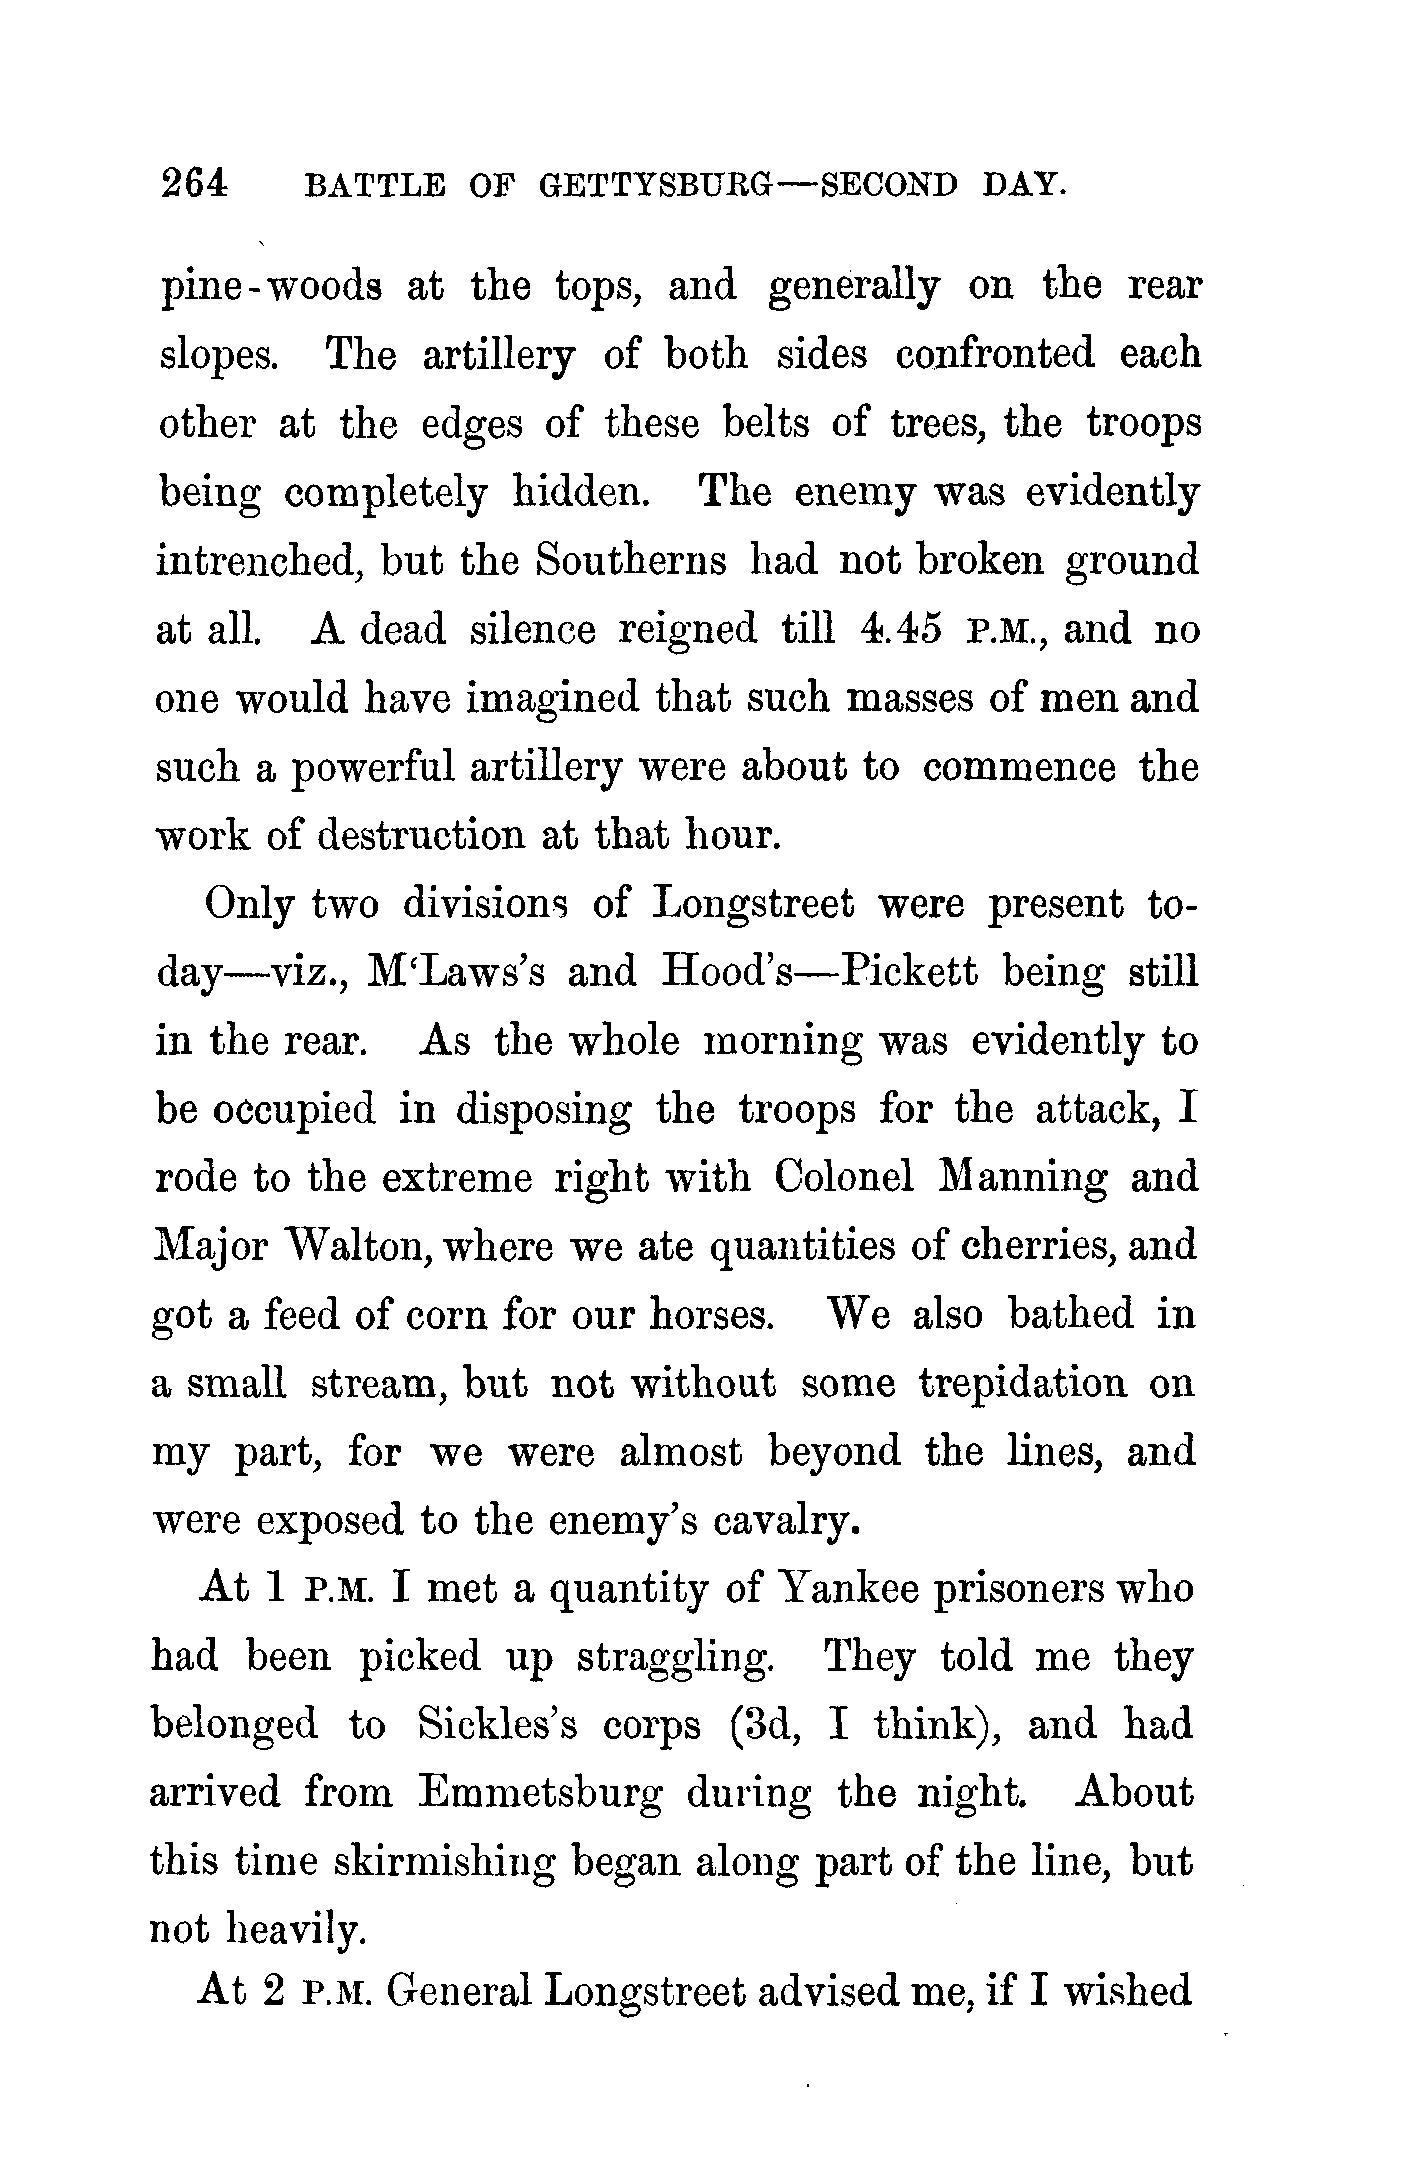 264 BATTLE OF GETTYSBURG—SECOND DAY.
pine-woods at the tops, and generally on the rear
slopes. The artillery of both sides confronted each
other at the edges of these belts of trees, the troops
being completely hidden. The enemy was evidently
intrenched, but the Southerns had not broken ground
at all. A dead silence reigned till 4.45 P.M., and no
one would have imagined that such masses of men and
such a powerful artillery were about to commence the
work of destruction at that hour.
Only two divisions of Longstreet were present to-
day—viz., M‘Laws’s and Hood’s—Pickett being still
in the rear. As the whole morning was evidently to
be occupied in disposing the troops for the attack, I
rode to the extreme right with Colonel Manning and
Major Walton, where we ate quantities of cherries, and
got a feed of corn for our horses. We also bathed in
a small stream, but not without some trepidation on
my part, for we were almost beyond the lines, and
were exposed to the enemy’s cavalry.
At 1 P.M. I met a quantity of Yankee prisoners who
had been picked up straggling. They told me they
belonged to Sickles’s corps (3d, I think), and had
arrived from Emmetsburg during the night. About
this time skirmishing began along part of the line, but
not heavily.
At 2 P.M. General Longstreet advised me, if I wished